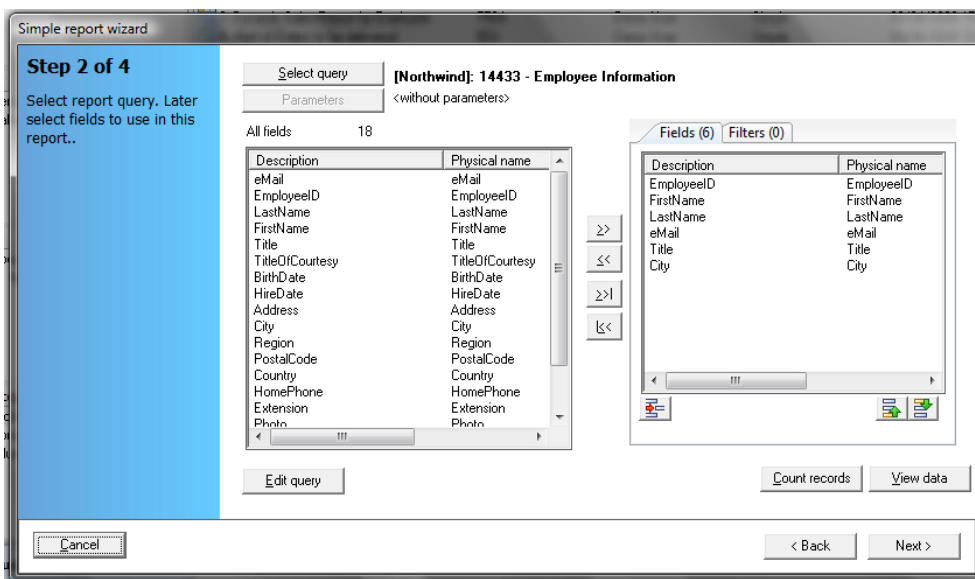 Simple report wizard
Step 2 of 4
Select report query. Later
select fields to use in this
report..
Select query
[Northwind]: 14433 - Employee Information
Parameters
<without parameters>
All fields 18
Description Physical name
eMail eMail
EmployeeID EmployeeID
LastName LastName
FirstName FirstName
Title Title
TitleOfCourtesy TitleOfCourtesy
BirthDate BirthDate
HireDate HireDate
Address Address
City City
Region Region
PostalCode PostalCode
Country Country
HomePhone HomePhone
Extension Extension
Photo Photo
>>
<<
>>|
|<<
Fields (6) Filters (0)
Description Physical name
EmployeeID EmployeeID
FirstName FirstName
LastName LastName
eMail eMail
Title Title
City City
Edit query
Count records View data
Cancel
< Back Next >